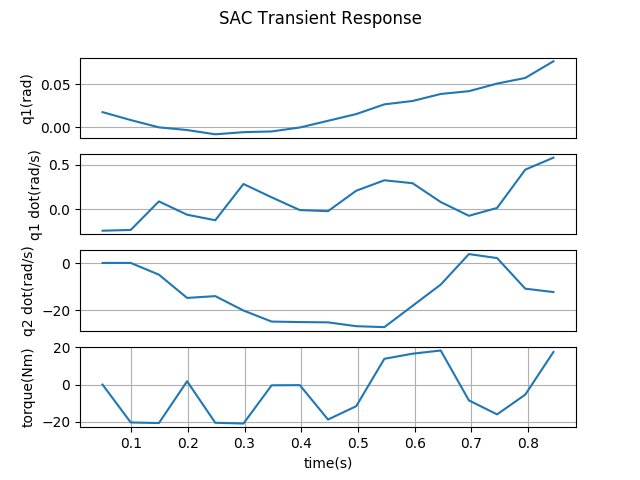 SAC Transient Response
q1(rad)
0.05
0.00
q1 dot(rad/s)
0.5
0.0
q2 dot(rad/s)
0
−20
torque(Nm)
20
0
−20
0.1 0.2 0.3 0.4 0.5 0.6 0.7 0.8
time(s)